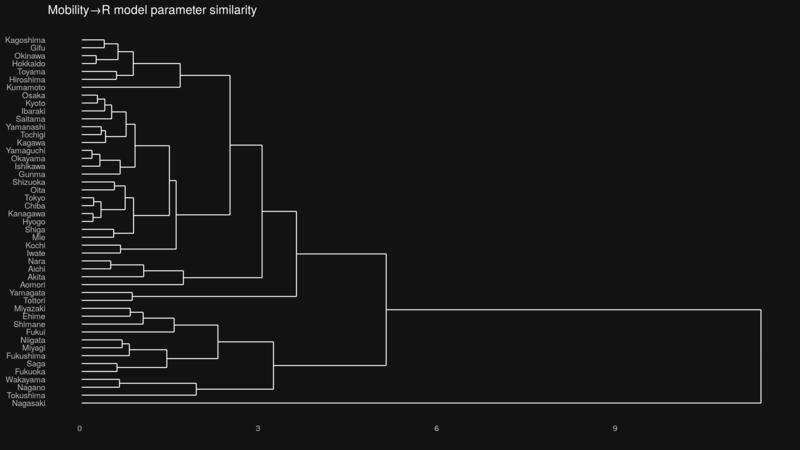 Mobility→R model parameter similarity
Kagoshima
Gifu
Okinawa
Hokkaido
Toyama
Hiroshima
Kumamoto
Osaka
Kyoto
Ibaraki
Saitama
Yamanashi
Tochigi
Kagawa
Yamaguchi
Okayama
Ishikawa
Gunma
Shizuoka
Oita
Tokyo
Chiba
Kanagawa
Hyogo
Shiga
Mie
Kochi
Iwate
Nara
Aichi
Akita
Aomori
Yamagata
Tottori
Miyazaki
Ehime
Shimane
Fukui
Niigata
Miyagi
Fukushima
Saga
Fukuoka
Wakayama
Nagano
Tokushima
Nagasaki
0 3 6 9